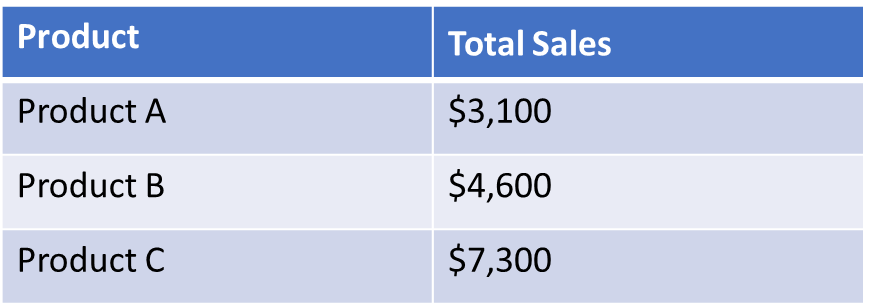 Product Total Sales
Product A $3,100
Product B $4,600
Product C $7,300